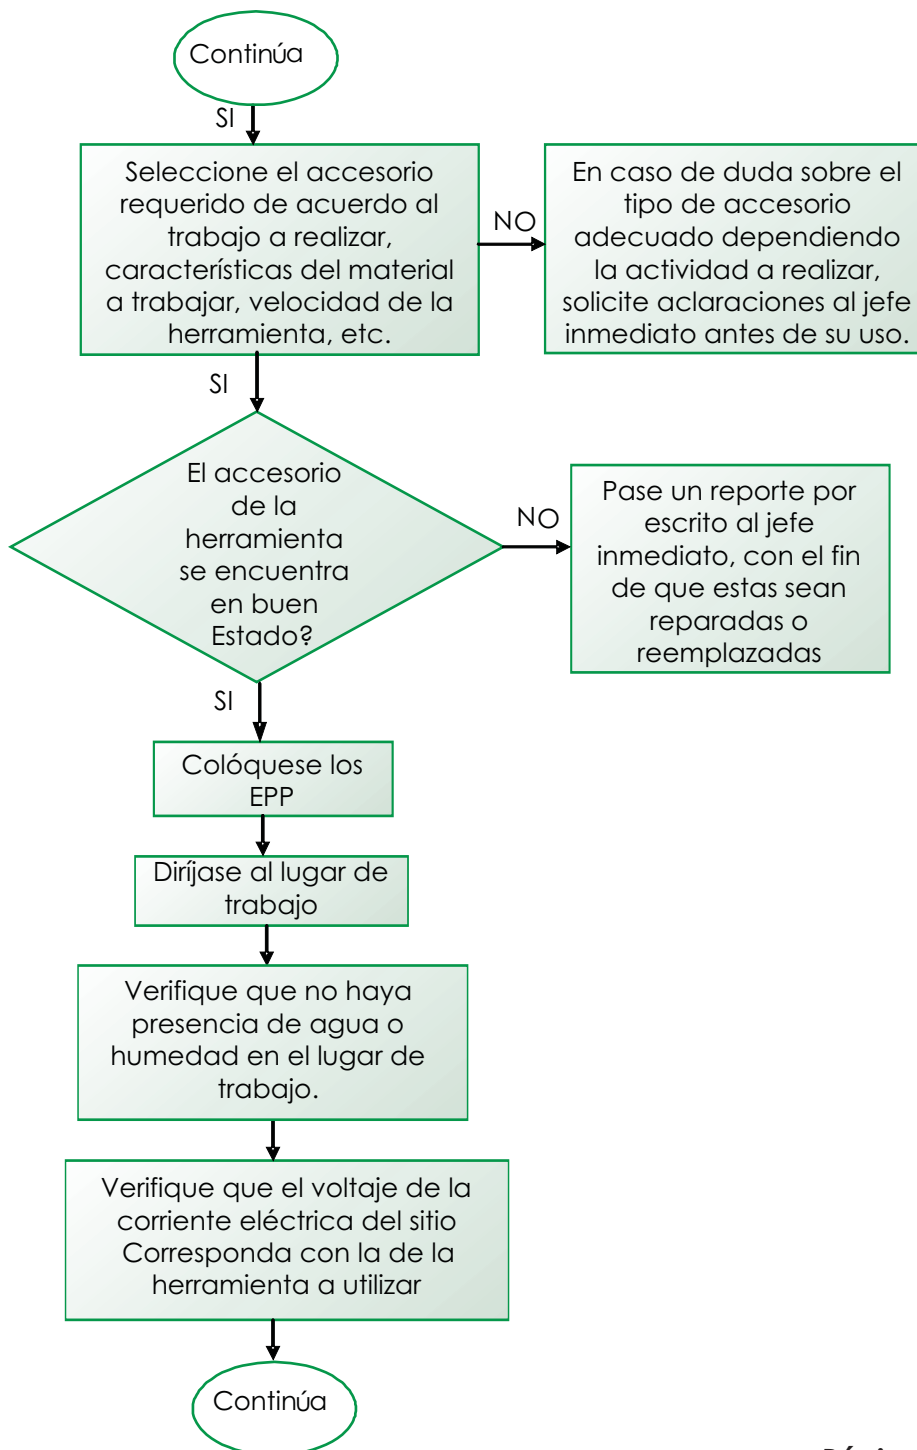 Continúa
SI
Seleccione el accesorio
requerido de acuerdo al
trabajo a realizar,
características del material
a trabajar, velocidad de la
herramienta, etc.
NO
En caso de duda sobre el
tipo de accesorio
adecuado dependiendo
la actividad a realizar,
solicite aclaraciones al jefe
inmediato antes de su uso.
SI
El accesorio
de la
herramienta
se encuentra
en buen
Estado?
NO
Pase un reporte por
escrito al jefe
inmediato, con el fin
de que estas sean
reparadas o
reemplazadas
SI
Colóquese los
EPP
Diríjase al lugar de
trabajo
Verifique que no haya
presencia de agua o
humedad en el lugar de
trabajo.
Verifique que el voltaje de la
corriente eléctrica del sitio
Corresponda con la de la
herramienta a utilizar
Continúa